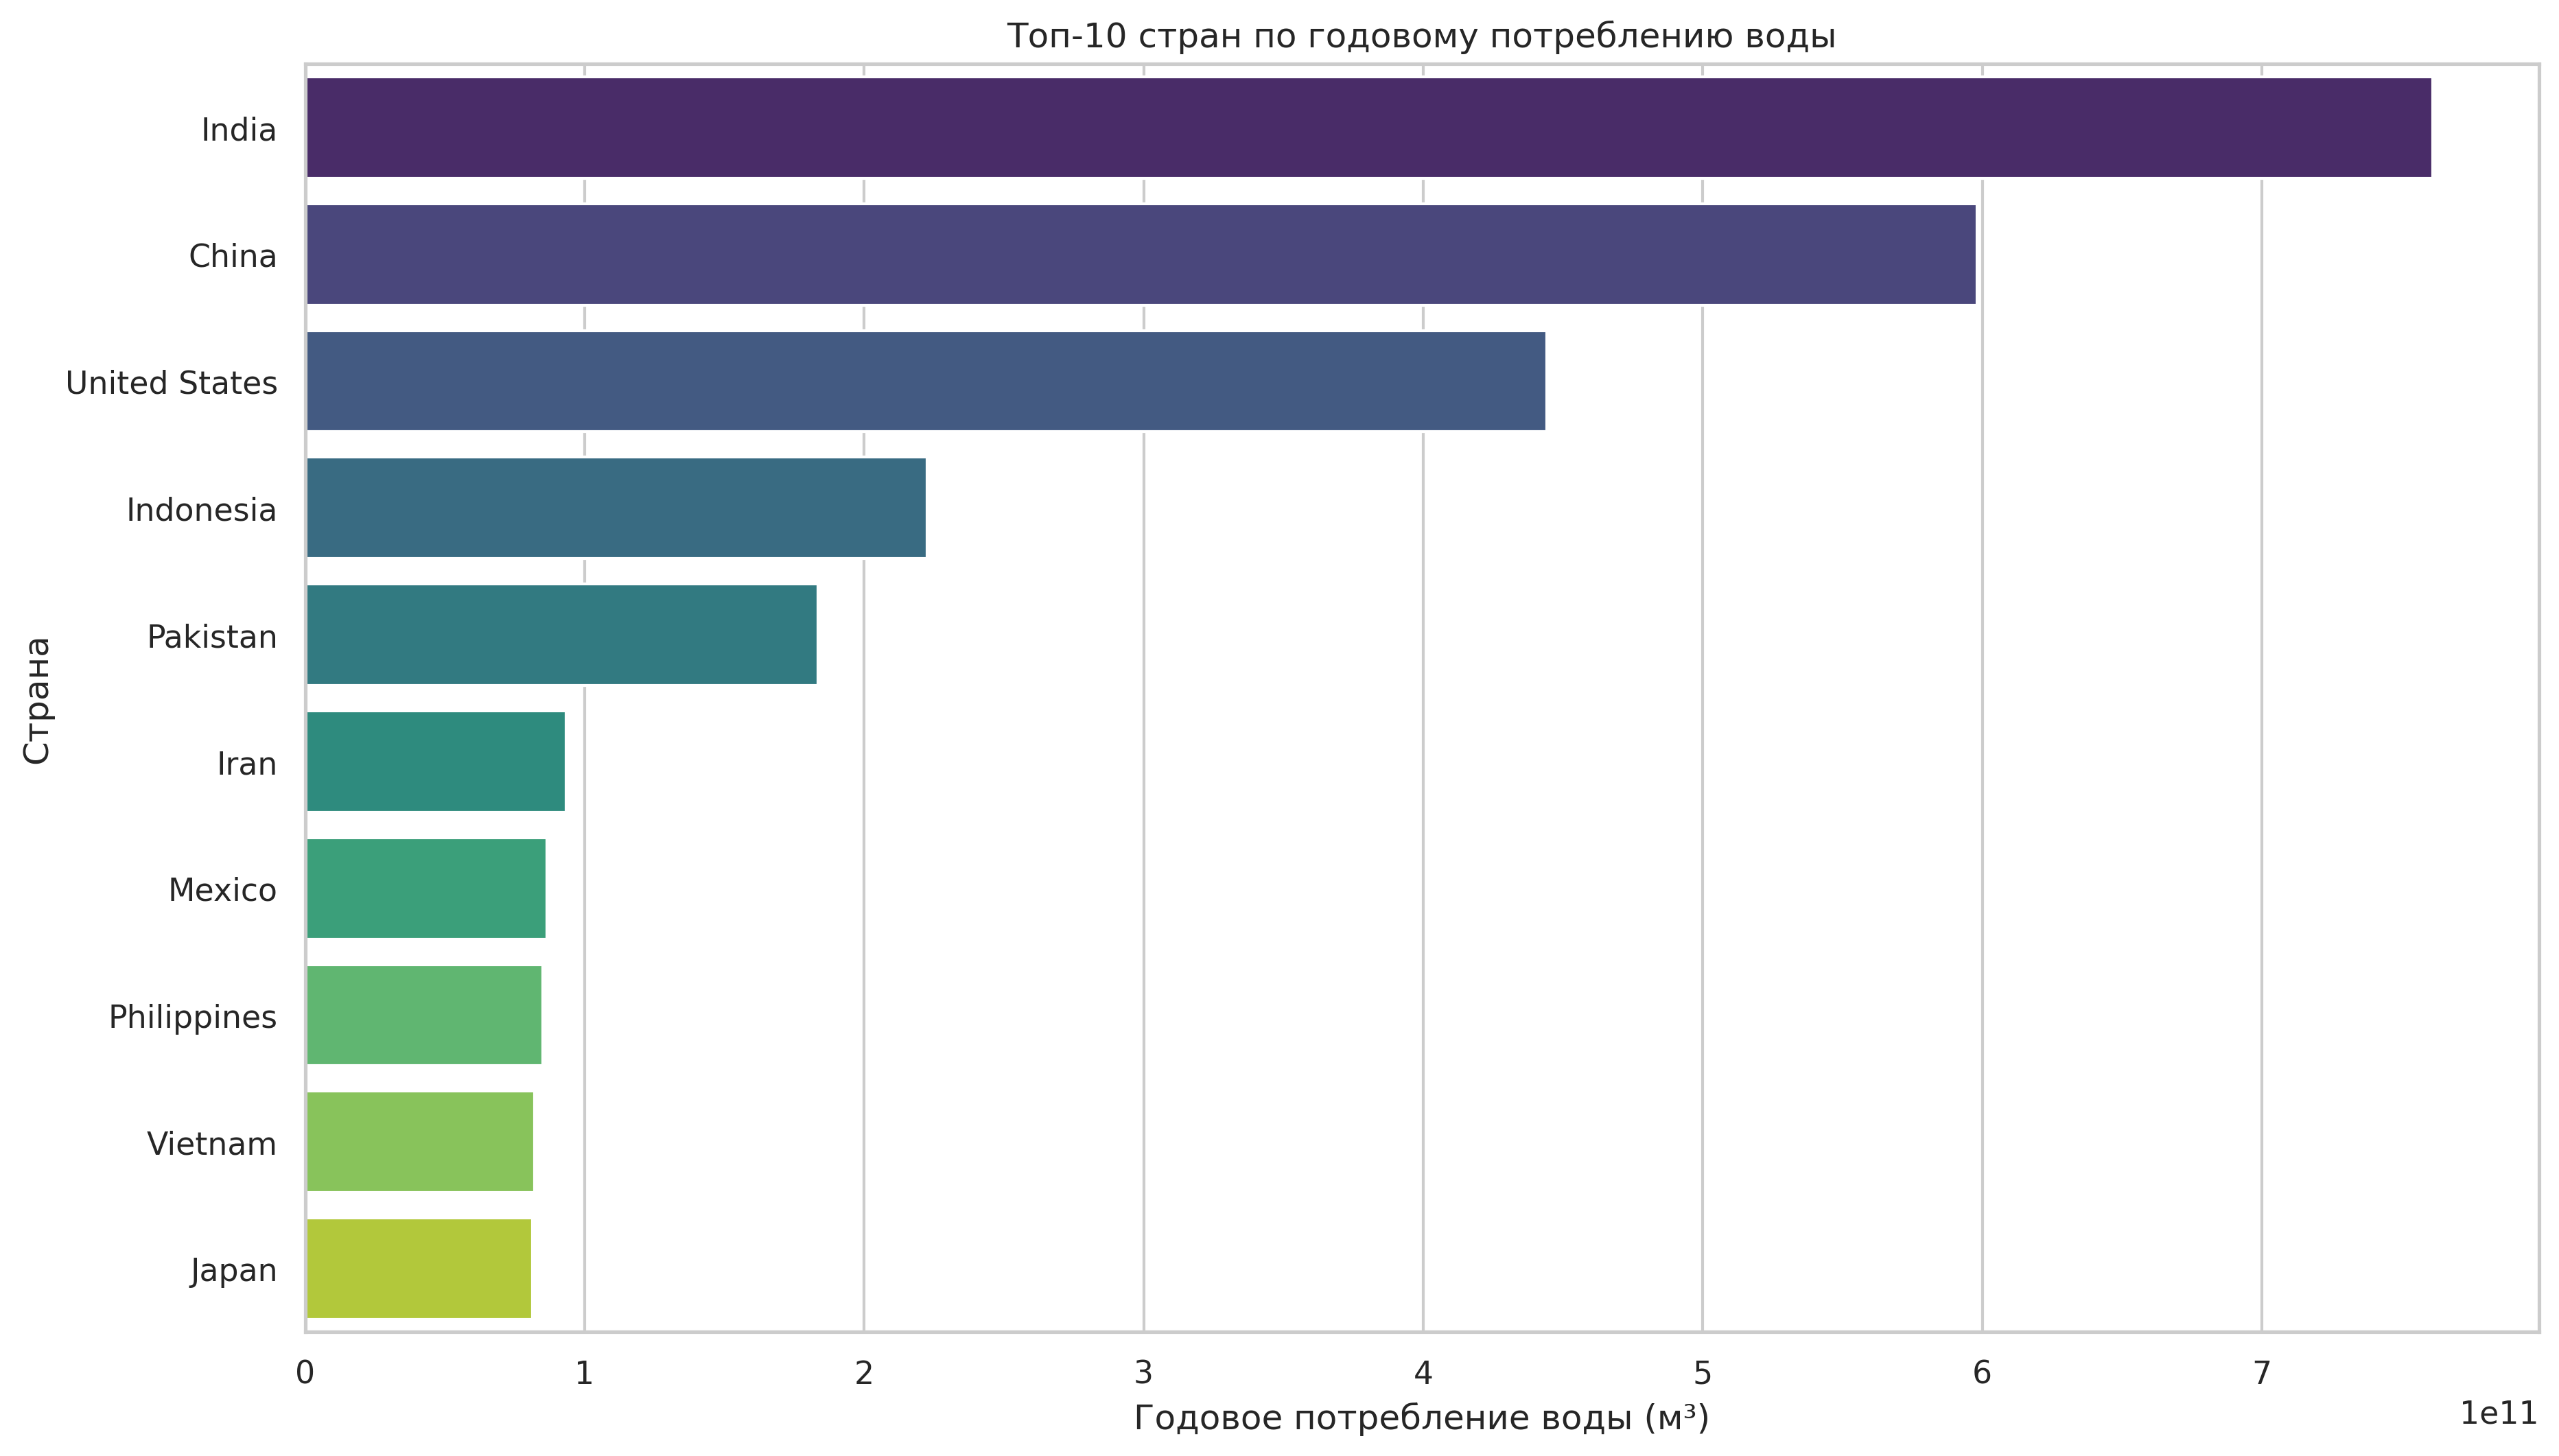 Топ-10 стран по годовому потреблению воды
India
China
United States
Indonesia
Pakistan
Iran
Mexico
Philippines
Vietnam
Japan
Страна
0 1 2 3 4 5 6 7
1e11
Годовое потребление воды (м³)